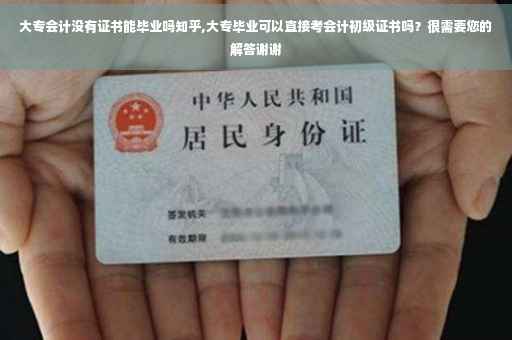 大专会计没有证书能毕业吗知乎,大专毕业可以直接考会计初级证书吗？很需要您的
解答谢谢
中华人民共和国
居民身份证
签发机关
有效期限